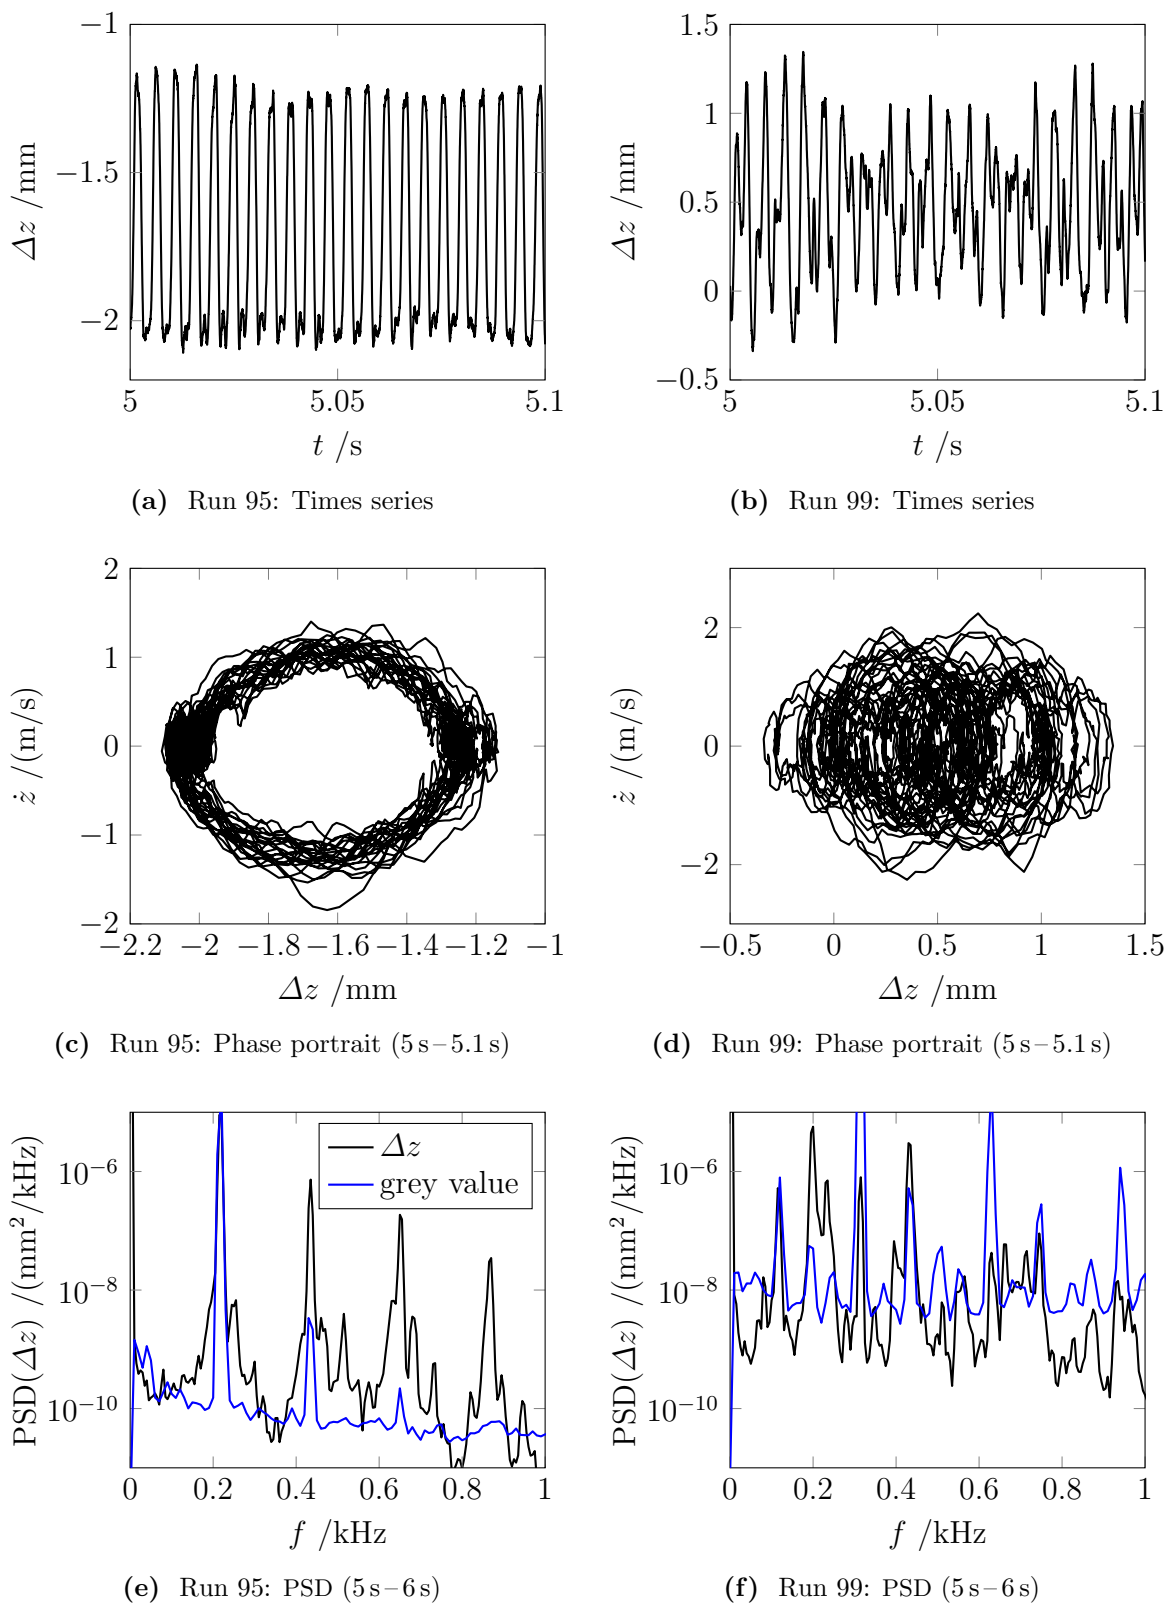 −1
−1.5
−2
Δz /mm
5
5.05
5.1
t /s
(a) Run 95: Times series
1.5
1
0.5
0
−0.5
Δz /mm
5
5.05
5.1
t /s
(b) Run 99: Times series
2
1
0
−1
−2
ż /(m/s)
−2.2 −2 −1.8 −1.6 −1.4 −1.2 −1
Δz /mm
(c) Run 95: Phase portrait (5 s – 5.1 s)
2
0
−2
ż /(m/s)
−0.5 0 0.5 1 1.5
Δz /mm
(d) Run 99: Phase portrait (5 s – 5.1 s)
10⁻⁶
10⁻⁸
10⁻¹⁰
PSD(Δz) /(mm²/kHz)
Δz
grey value
0 0.2 0.4 0.6 0.8 1
f /kHz
(e) Run 95: PSD (5 s – 6 s)
10⁻⁶
10⁻⁸
10⁻¹⁰
PSD(Δz) /(mm²/kHz)
0 0.2 0.4 0.6 0.8 1
f /kHz
(f) Run 99: PSD (5 s – 6 s)